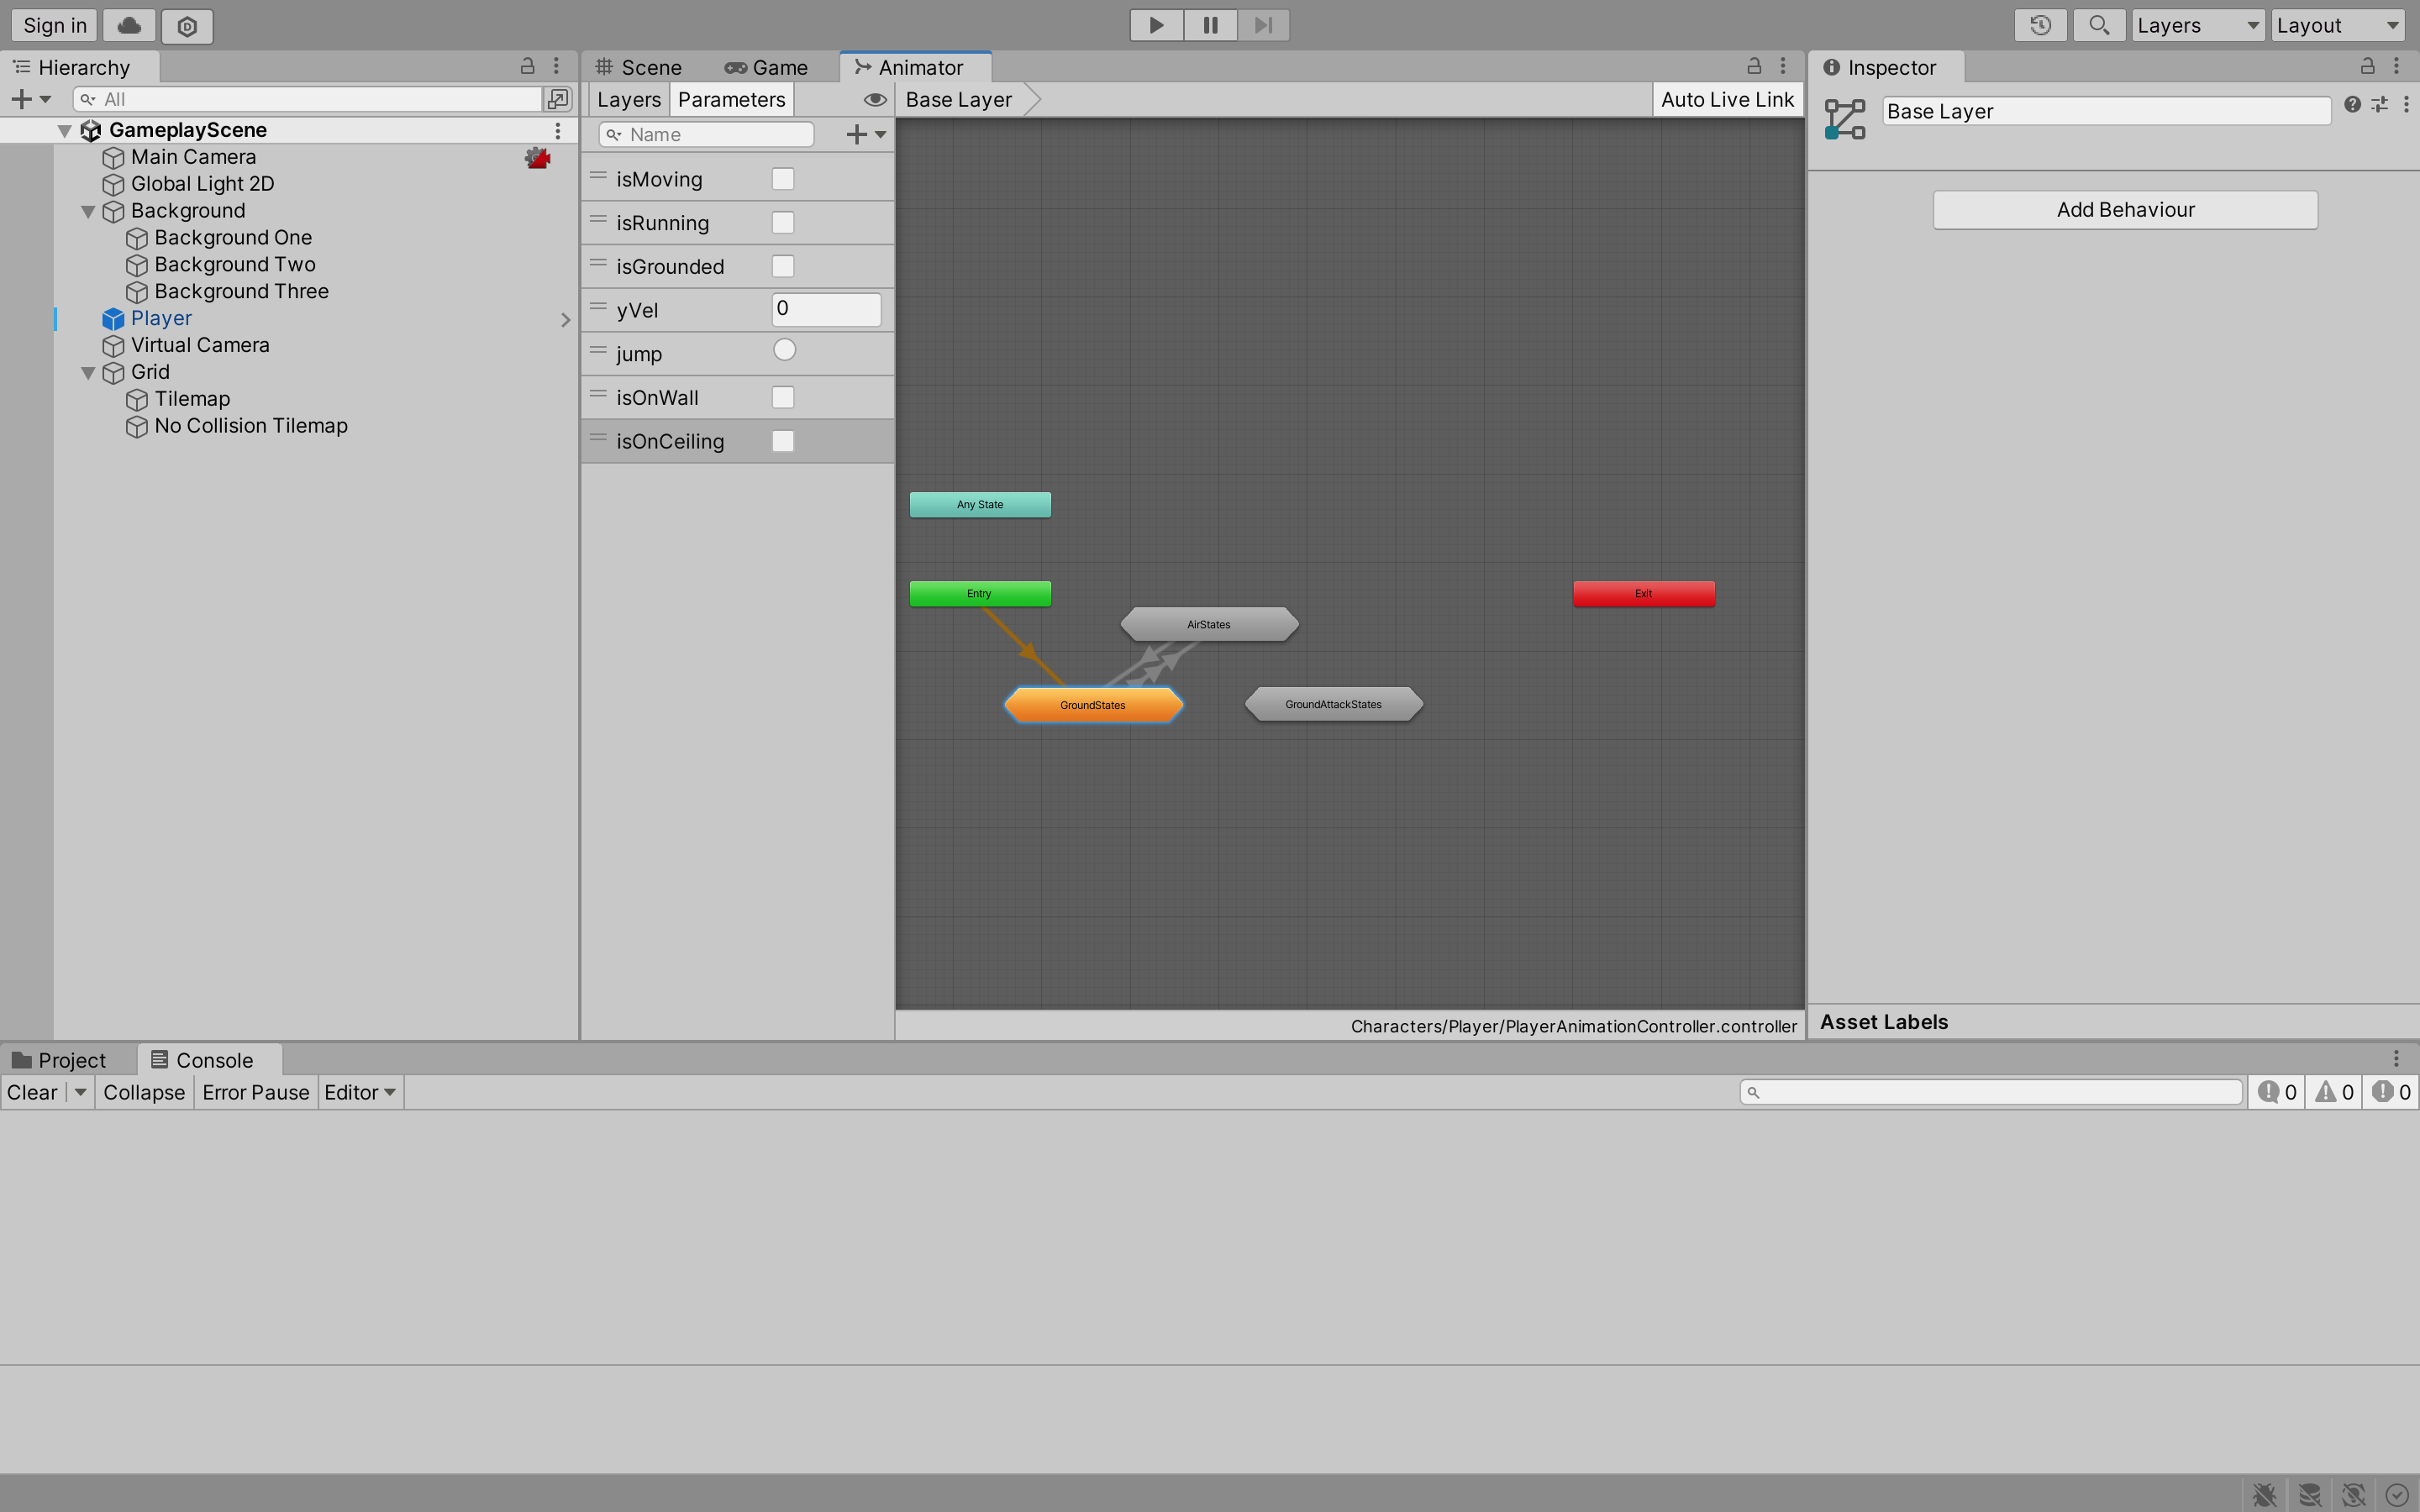 Sign in
Layers
Layout
Hierarchy
Scene
Game
Animator
Inspector
All
Layers
Parameters
Base Layer
Auto Live Link
Base Layer
Name
Add Behaviour
GameplayScene
Main Camera
Global Light 2D
Background
Background One
Background Two
Background Three
Player
Virtual Camera
Grid
Tilemap
No Collision Tilemap
isMoving
isRunning
isGrounded
yVel
0
jump
isOnWall
isOnCeiling
Any State
Entry
Exit
AirStates
GroundStates
GroundAttackStates
Characters/Player/PlayerAnimationController.controller
Asset Labels
Project
Console
Clear
Collapse
Error Pause
Editor
0
0
0